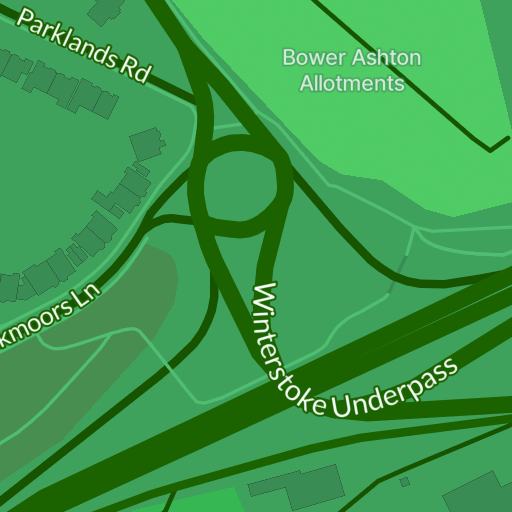 Parklands Rd
Bower Ashton
Allotments
kmoors Ln
Winterstoke Underpass